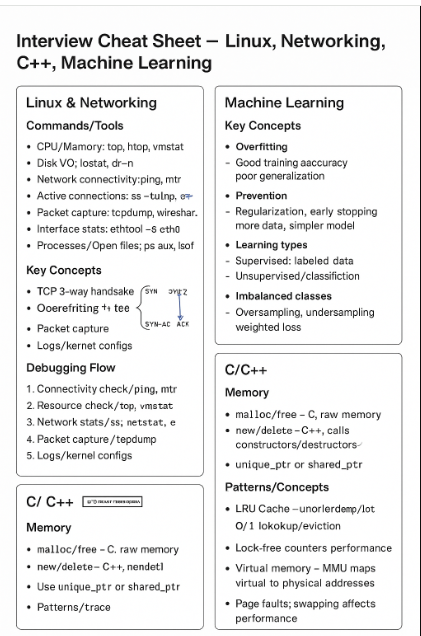 Interview Cheat Sheet — Linux, Networking,
C++, Machine Learning
Linux & Networking
Commands/Tools
• CPU/Mamory: top, htop, vmstat
• Disk VO; lostat, dr–n
• Network connectivity:ping, mtr
• Active connections: ss –tulnp,
• Packet capture: tcpdump, wireshar.
• Interface stats: ethtool –S eth0
• Processes/Open files; ps aux, lsof
Key Concepts
• TCP 3-way handsake
SYN
• Ooerefriting tee
SYN-AC ACK
• Packet capture
• Logs/kernet configs
Debugging Flow
1. Connectivity check/ping, mtr
2. Resource check/top, vmstat
3. Network stats/ss; netstat, e
4. Packet capture/tepdump
5. Logs/kernel configs
C/ C++
Memory
• malloc/free – C. raw memory
• new/delete– C++, nendetl
• Use unique_ptr or shared_ptr
• Patterns/trace
Machine Learning
Key Concepts
• Overfitting
– Good training aaccuracy
poor generalization
• Prevention
– Regularization, early stopping
more data, simpler model
• Learning types
– Supervised: labeled data
– Unsupervised/classifiction
• Imbalanced classes
– Oversampling, undersampling
weighted loss
C/C++
Memory
• malloc/free – C, raw memory
• new/delete – C++, calls
constructors/destructors
• unique_ptr or shared_ptr
Patterns/Concepts
• LRU Cache –unorlerdemp/lot
O/1 lokokup/eviction
• Lock-free counters performance
• Virtual memory – MMU maps
virtual to physical addresses
• Page faults; swapping affects
performance